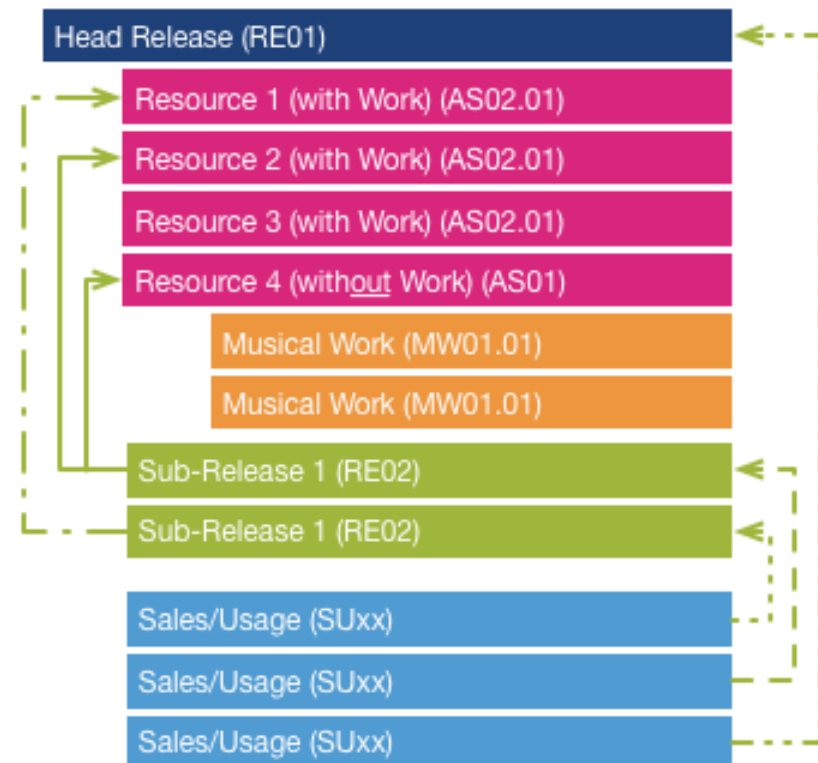 Head Release (RE01)
Resource 1 (with Work) (AS02.01)
Resource 2 (with Work) (AS02.01)
Resource 3 (with Work) (AS02.01)
Resource 4 (without Work) (AS01)
Musical Work (MW01.01)
Musical Work (MW01.01)
Sub-Release 1 (RE02)
Sub-Release 1 (RE02)
Sales/Usage (SUxx)
Sales/Usage (SUxx)
Sales/Usage (SUxx)